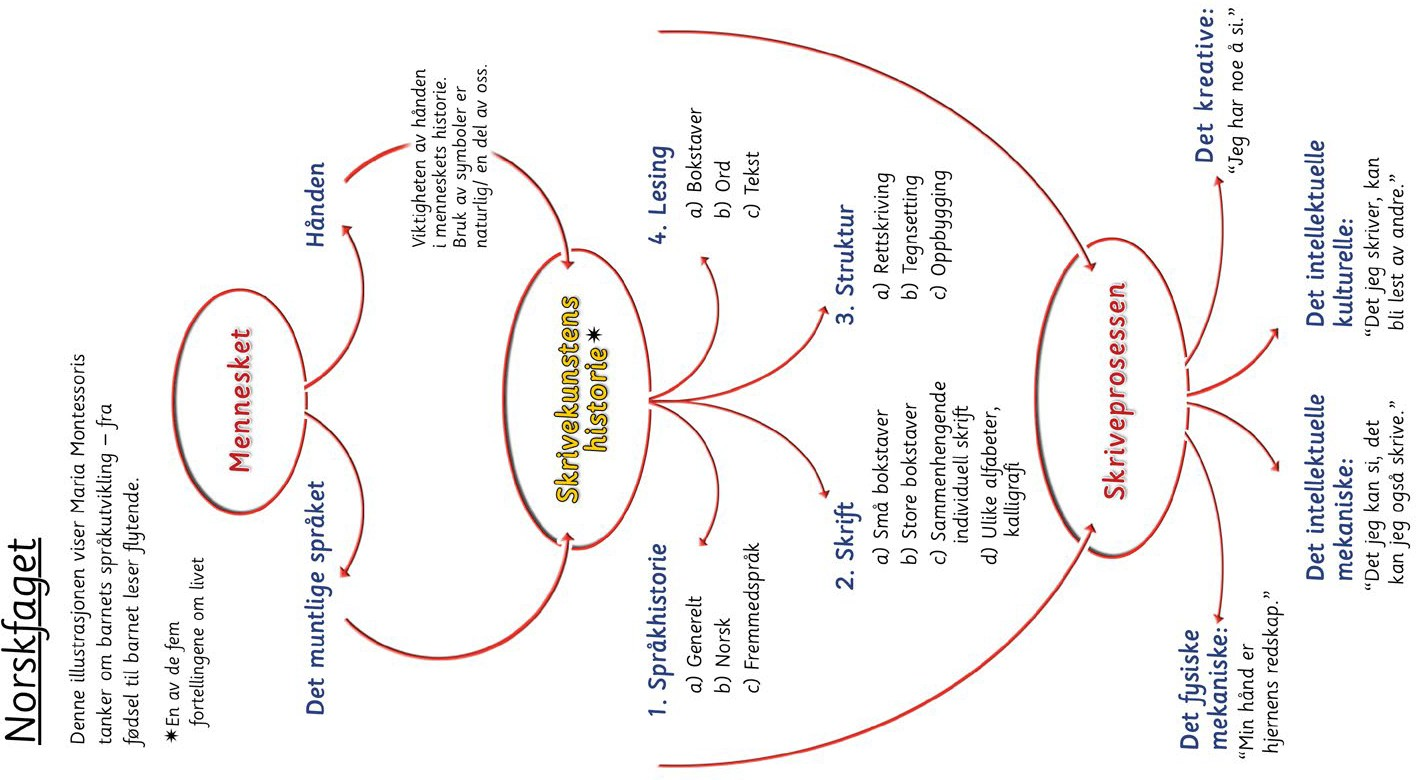 Norskfaget
Denne illustrasjonen viser Maria Montessoris
tanker om barnets språkutvikling – fra
fødsel til barnet leser flytende.
✷En av de fem
fortellingene om livet
Mennesket
Det muntlige språket
Hånden
Viktigheten av hånden
i menneskets historie.
Bruk av symboler er
naturlig/ en del av oss.
Skrivekunstens
historie✷
1. Språkhistorie
a) Generelt
b) Norsk
c) Fremmedspråk
2. Skrift
a) Små bokstaver
b) Store bokstaver
c) Sammenhengende
individuell skrift
d) Ulike alfabeter,
kalligrafi
3. Struktur
a) Rettskriving
b) Tegnsetting
c) Oppbygging
4. Lesing
a) Bokstaver
b) Ord
c) Tekst
Skriveprosessen
Det fysiske
mekaniske:
“Min hånd er
hjernens redskap.”
Det intellektuelle
mekaniske:
“Det jeg kan si, det
kan jeg også skrive.”
Det intellektuelle
kulturelle:
“Det jeg skriver, kan
bli lest av andre.”
Det kreative:
“Jeg har noe å si.”